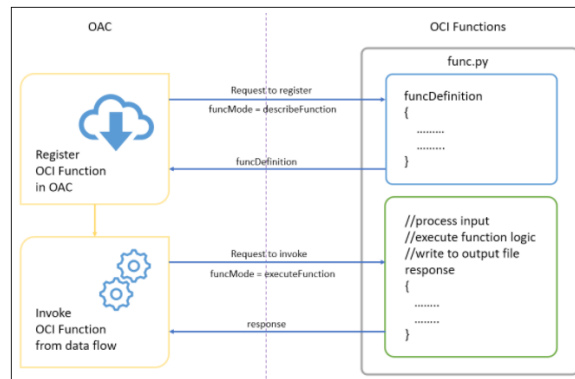 OAC
OCI Functions
func.py
Request to register
funcMode = describeFunction
funcDefinition
{
.........
.........
}
Register
OCI Function
in OAC
funcDefinition
//process input
//execute function logic
//write to output file
response
{
........
........
}
Request to invoke
funcMode = executeFunction
Invoke
OCI Function
from data flow
response